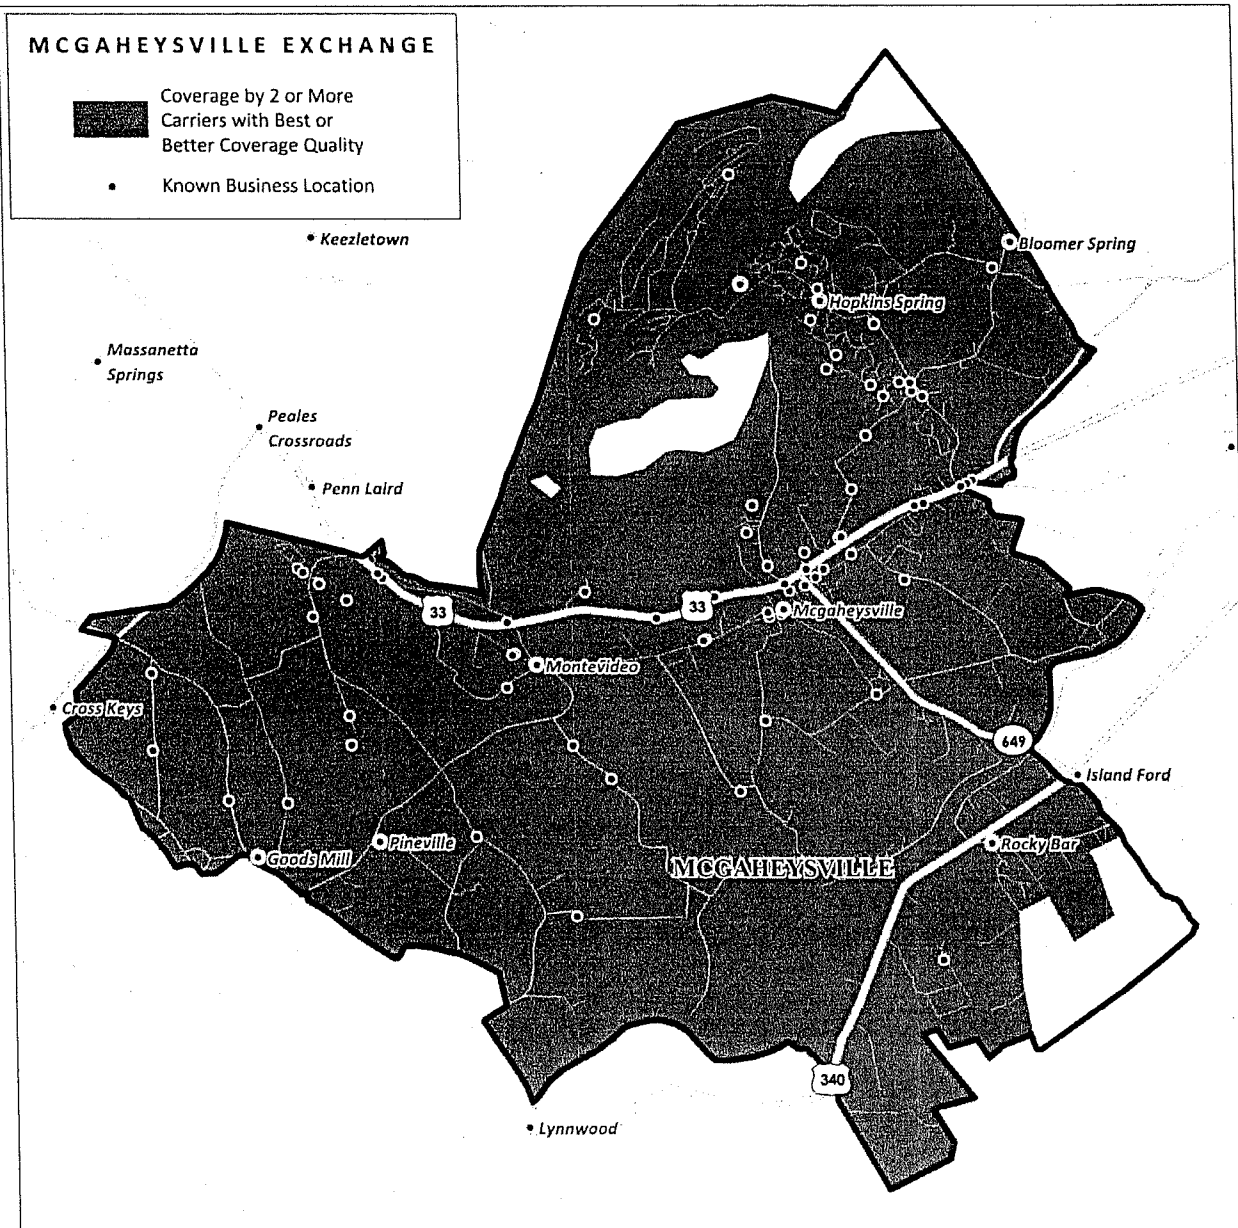 MCGAHEYSVILLE EXCHANGE
Coverage by 2 or More
Carriers with Best or
Better Coverage Quality
Known Business Location
Keezletown
Bloomer Spring
Hopkins Spring
Massanetta
Springs
Peales
Crossroads
Penn Laird
33
33
Mcgaheysville
Montevideo
Cross Keys
649
Island Ford
Goods Mill
Pineville
Rocky Bar
MCGAHEYSVILLE
340
Lynnwood